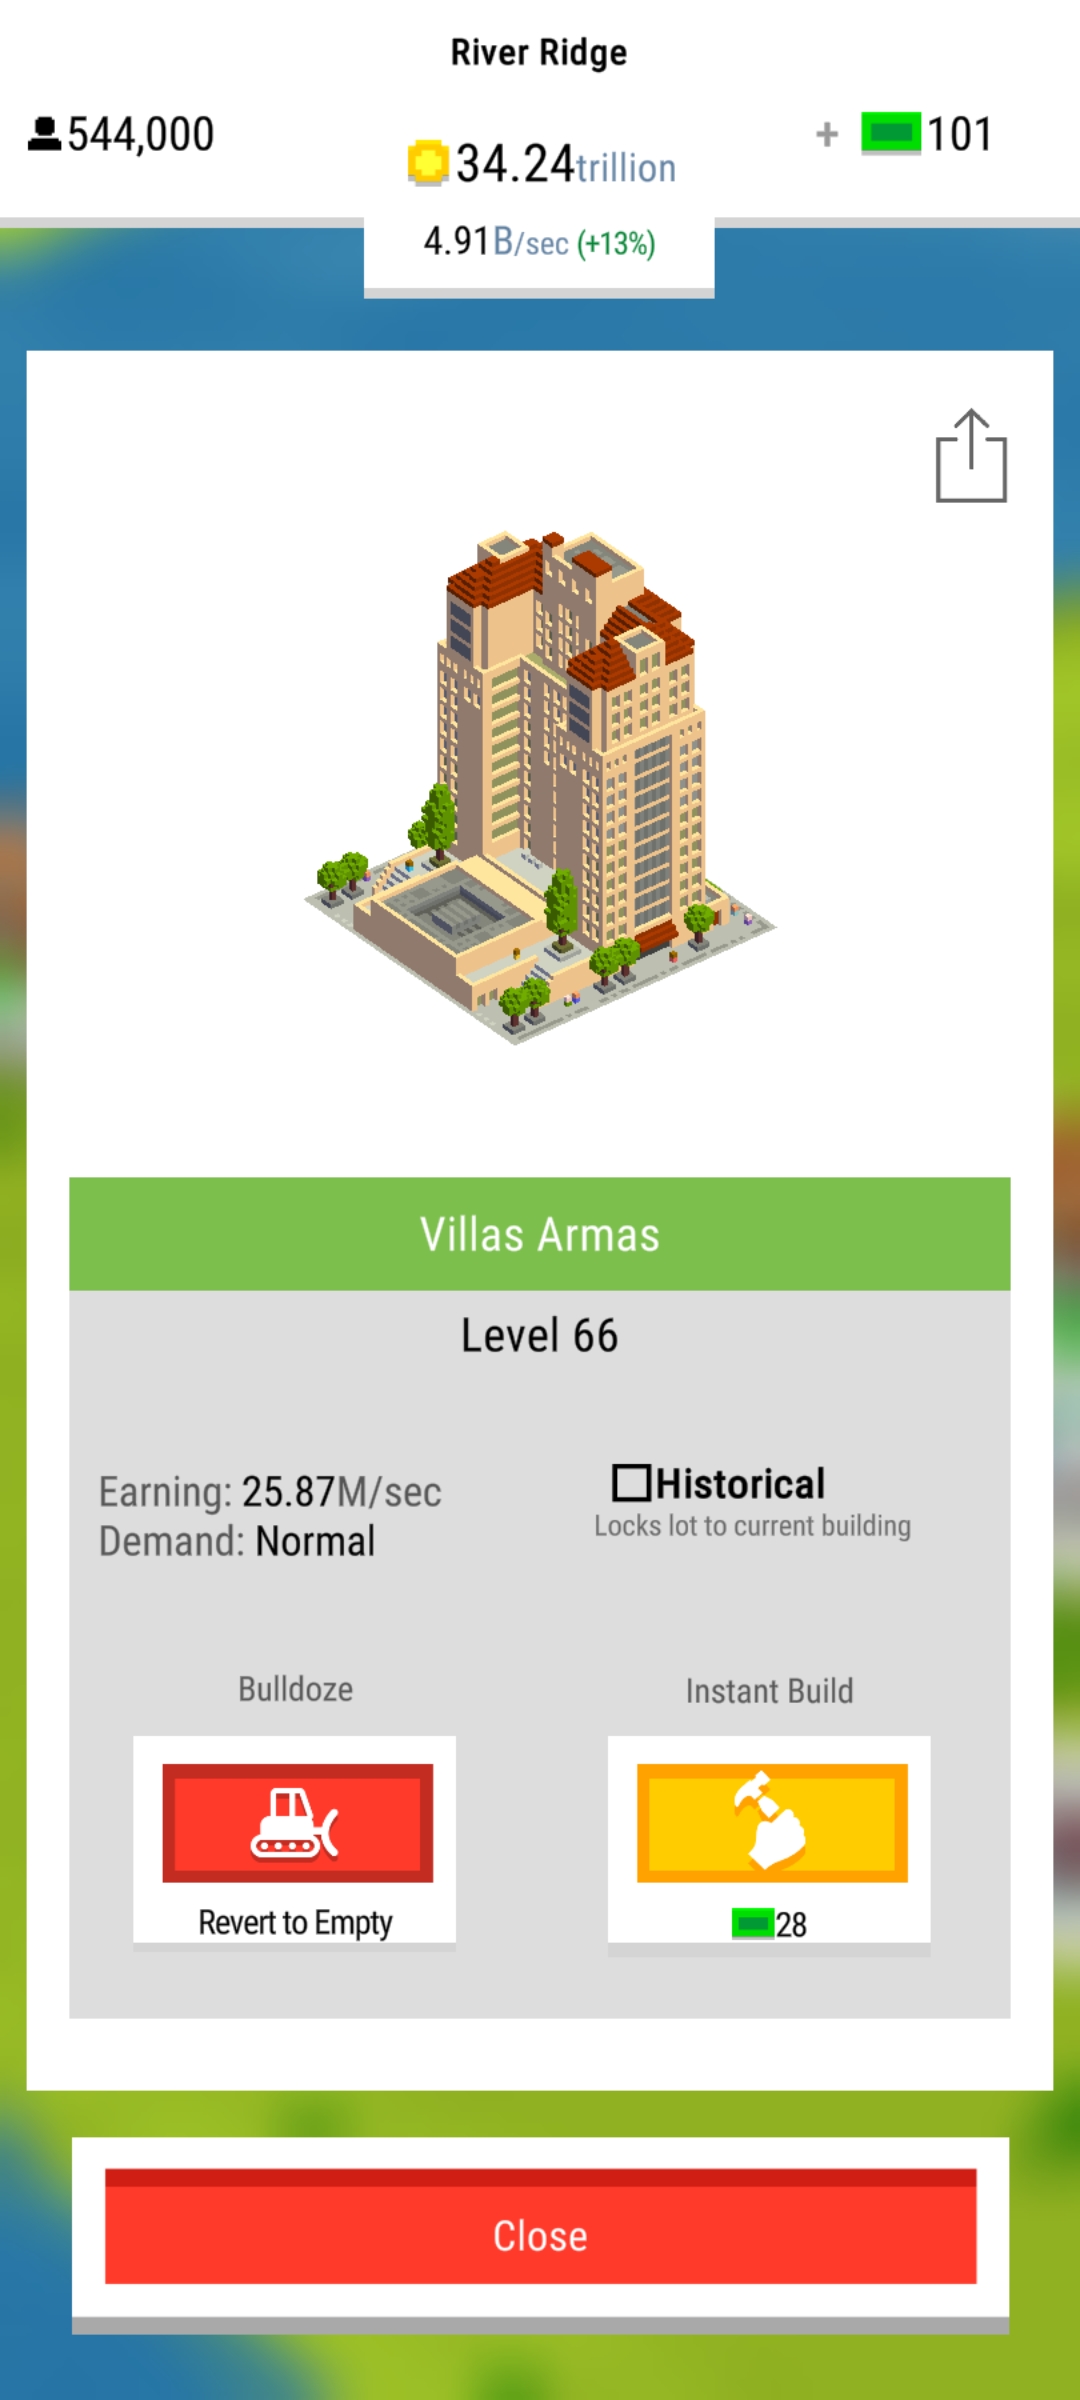 River Ridge
544,000
34.24trillion
+ 101
4.91B/sec (+13%)
Villas Armas
Level 66
Earning: 25.87M/sec
Demand: Normal
Historical
Locks lot to current building
Bulldoze
Instant Build
Revert to Empty
28
Close